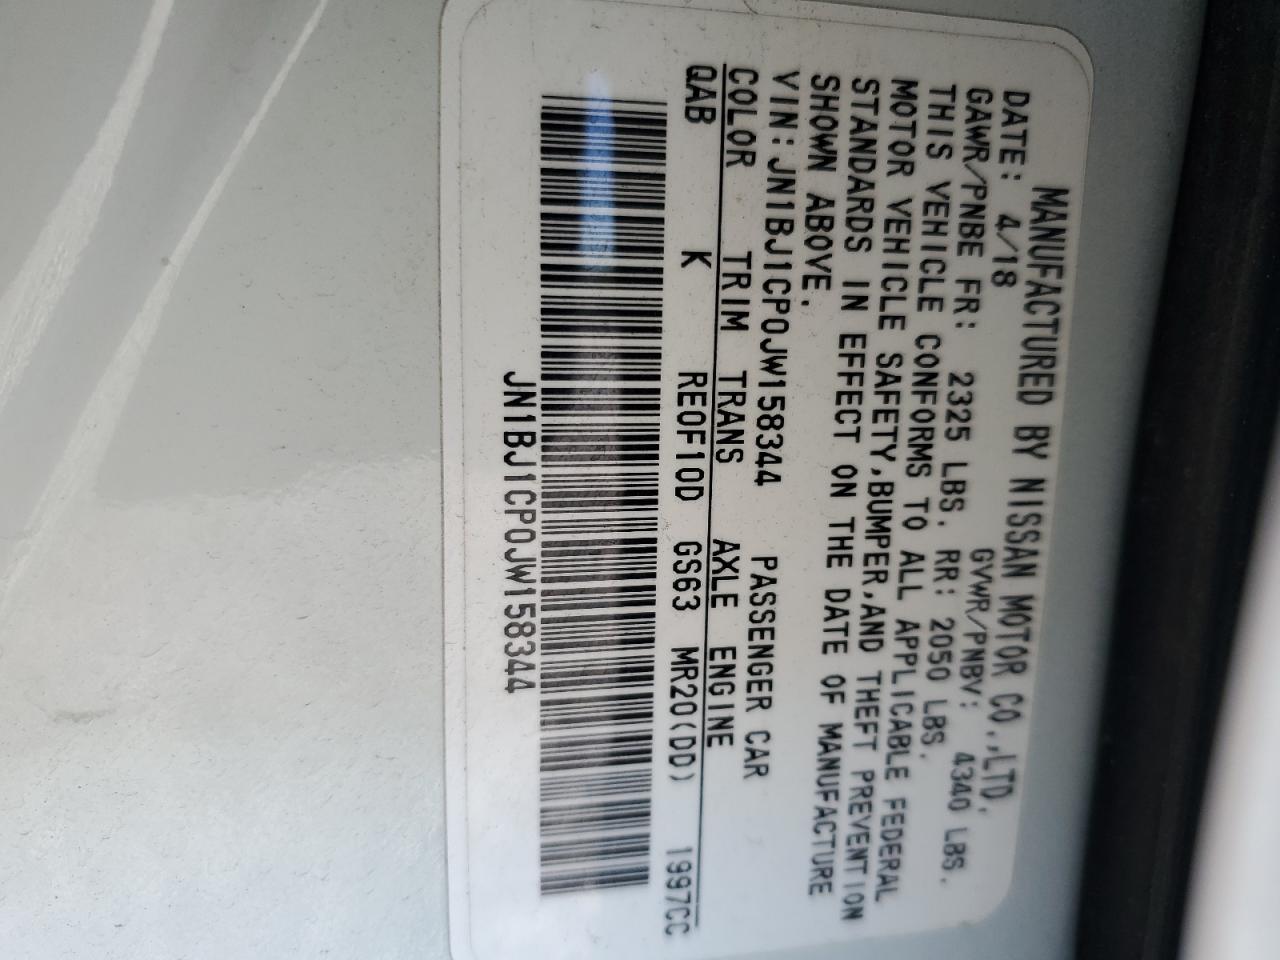 MANUFACTURED BY NISSAN MOTOR CO.,LTD.
DATE: 4/18 GVWR/PNBV: 4340 LBS.
GAWR/PNBE FR: 2325 LBS. RR: 2050 LBS.
THIS VEHICLE CONFORMS TO ALL APPLICABLE FEDERAL
MOTOR VEHICLE SAFETY,BUMPER,AND THEFT PREVENTION
STANDARDS IN EFFECT ON THE DATE OF MANUFACTURE
SHOWN ABOVE.
VIN:JN1BJ1CP0JW158344 PASSENGER CAR
COLOR TRIM TRANS AXLE ENGINE
QAB K RE0F10D GS63 MR20(DD) 1997CC
JN1BJ1CP0JW158344